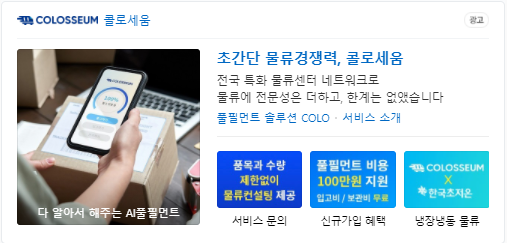 COLOSSEUM 콜로세움
광고
초간단 물류경쟁력, 콜로세움
전국 특화 물류센터 네트워크로
물류에 전문성은 더하고, 한계는 없앴습니다
풀필먼트 솔루션 COLO · 서비스 소개
100%
다 알아서 해주는 AI풀필먼트
품목과 수량
제한없이
물류컨설팅 제공
서비스 문의
풀필먼트 비용
100만원 지원
입고비 / 보관비 무료
신규가입 혜택
COLOSSEUM
X
한국초저온
냉장냉동 물류